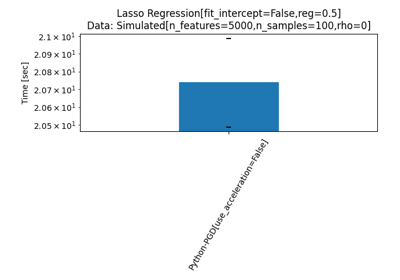 Lasso Regression[fit_intercept=False,reg=0.5]
Data: Simulated[n_features=5000,n_samples=100,rho=0]
Time [sec]
2.1 × 10¹
2.09 × 10¹
2.08 × 10¹
2.07 × 10¹
2.06 × 10¹
2.05 × 10¹
Python-PGD[use_acceleration=False]